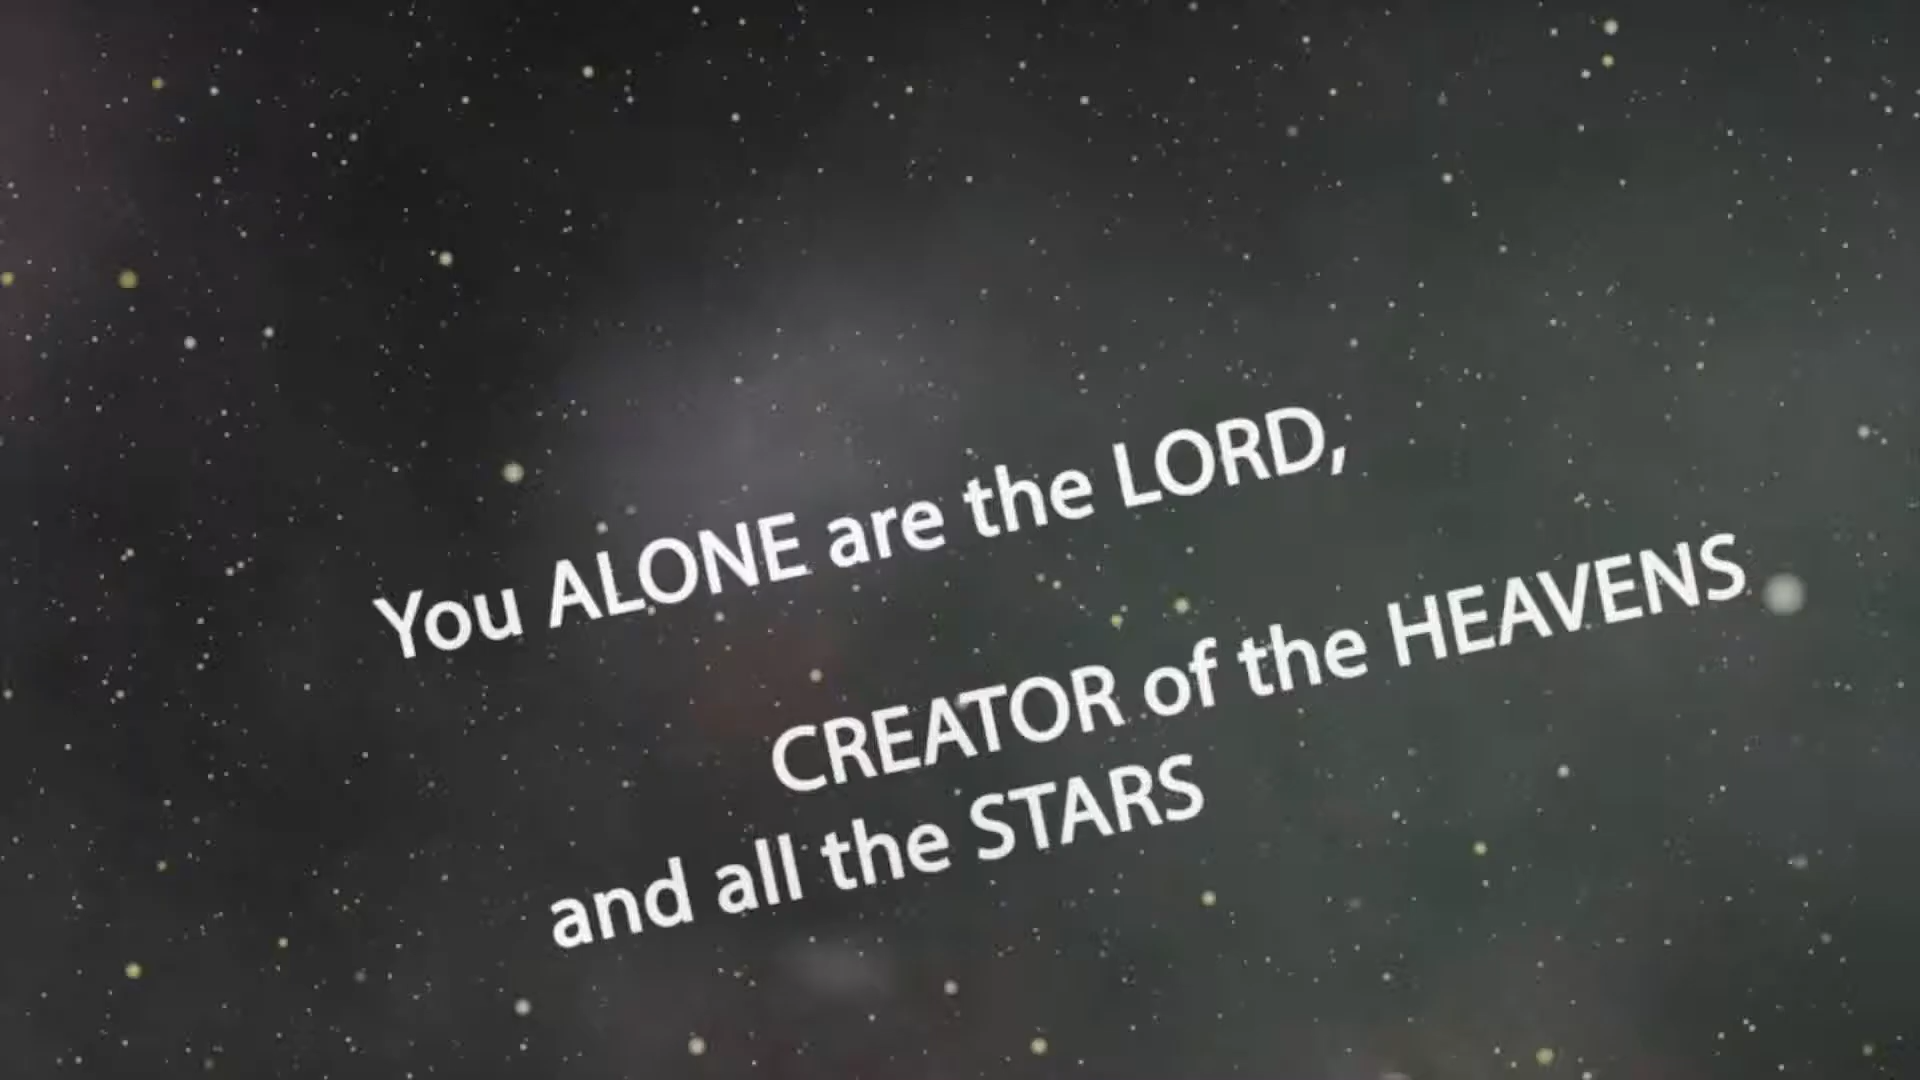 You ALONE are the LORD,
CREATOR of the HEAVENS
and all the STARS